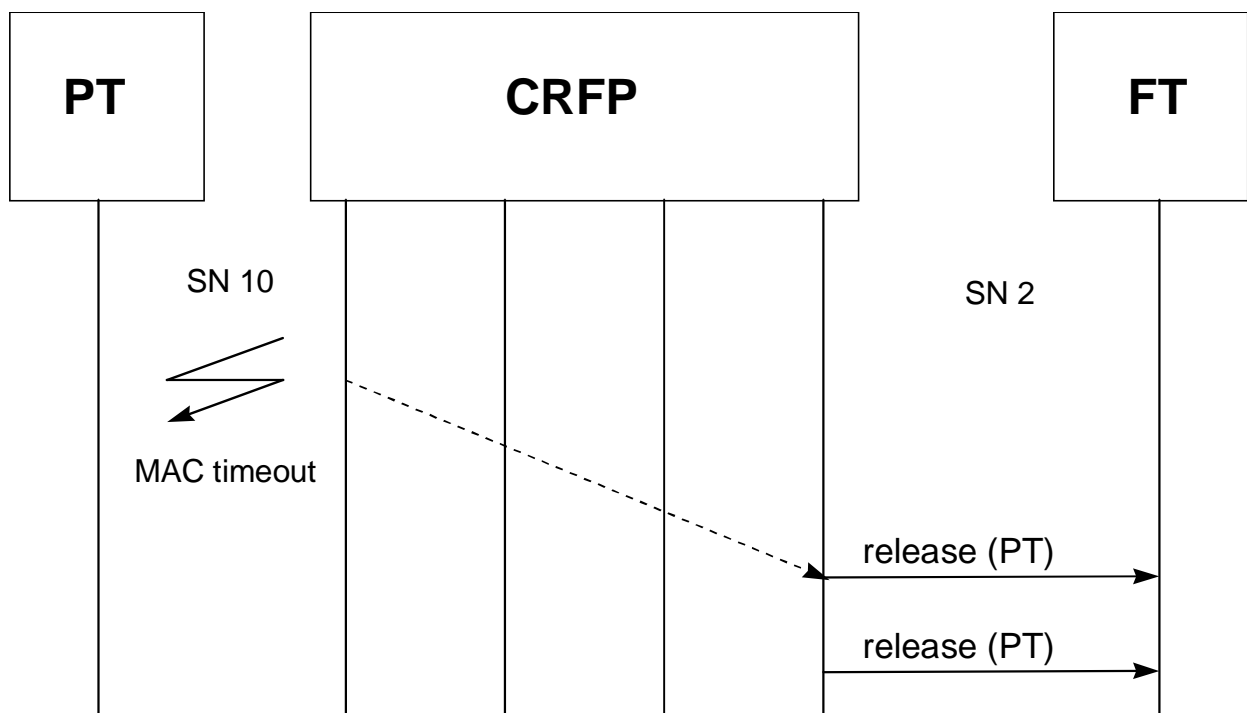 PT
CRFP
FT
SN 10
SN 2
MAC timeout
release (PT)
release (PT)